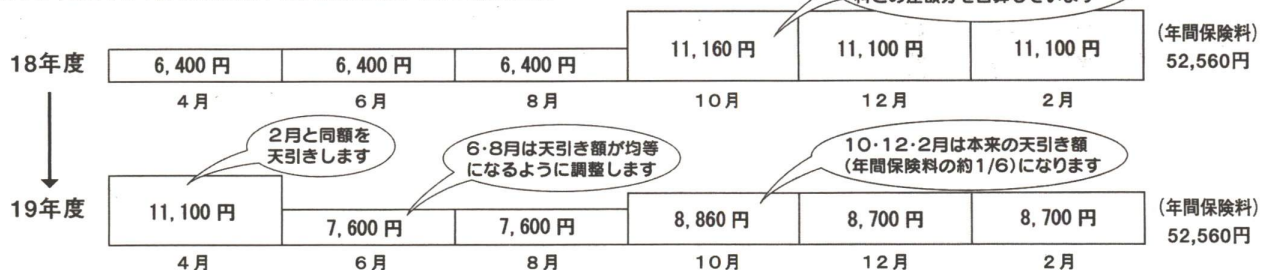 18年度
6,400円
6,400円
6,400円
11,160円
11,100円
11,100円
(年間保険料)
52,560円
4月
6月
8月
10月
12月
2月
2月と同額を
天引きします
6・8月は天引き額が均等
になるように調整します
10・12・2月は本来の天引き額
(年間保険料の約1/6)になります
19年度
11,100円
7,600円
7,600円
8,860円
8,700円
8,700円
(年間保険料)
52,560円
4月
6月
8月
10月
12月
2月